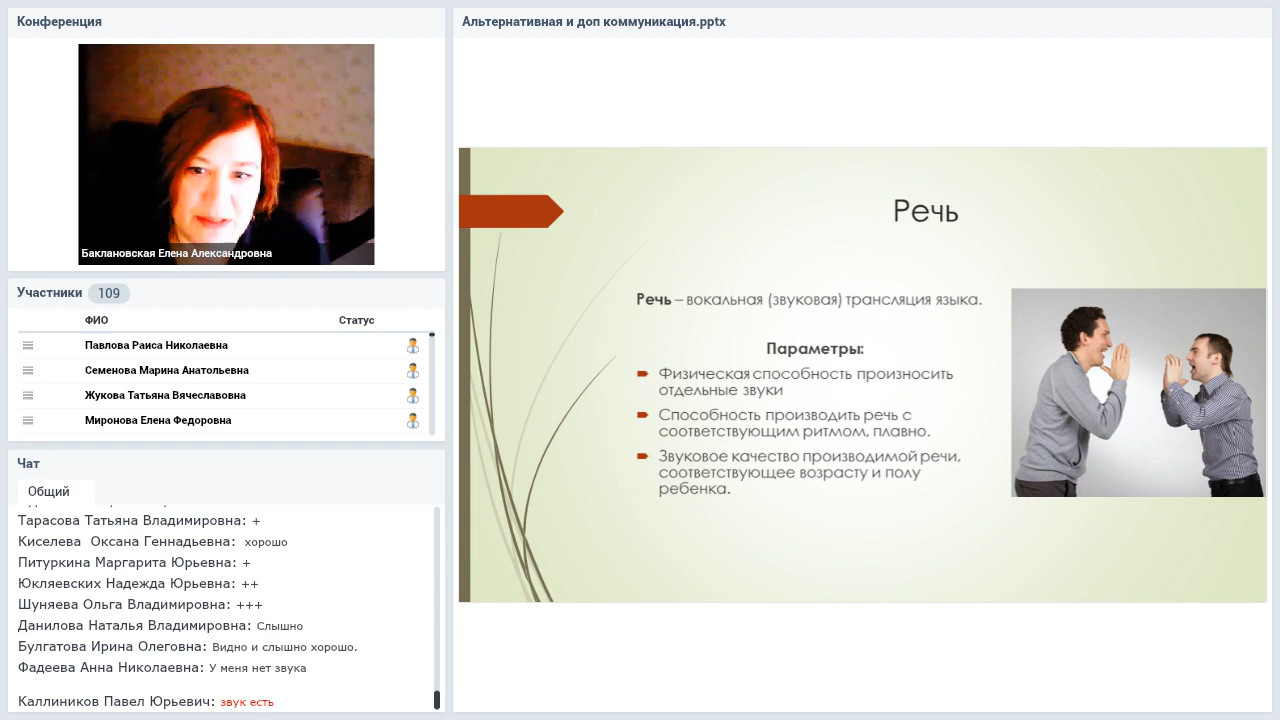 Конференция
Баклановская Елена Александровна
Участники 109
ФИО Статус
Павлова Раиса Николаевна
Семенова Марина Анатольевна
Жукова Татьяна Вячеславовна
Миронова Елена Федоровна
Чат
Общий
Тарасова Татьяна Владимировна: +
Киселева Оксана Геннадьевна: хорошо
Питуркина Маргарита Юрьевна: +
Юкляевских Надежда Юрьевна: ++
Шуняева Ольга Владимировна: +++
Данилова Наталья Владимировна: Слышно
Булгатова Ирина Олеговна: Видно и слышно хорошо.
Фадеева Анна Николаевна: У меня нет звука
Каллиников Павел Юрьевич: звук есть
Альтернативная и доп коммуникация.pptx
Речь
Речь – вокальная (звуковая) трансляция языка.
Параметры:
Физическая способность произносить
отдельные звуки
Способность производить речь с
соответствующим ритмом, плавно.
Звуковое качество производимой речи,
соответствующее возрасту и полу
ребенка.